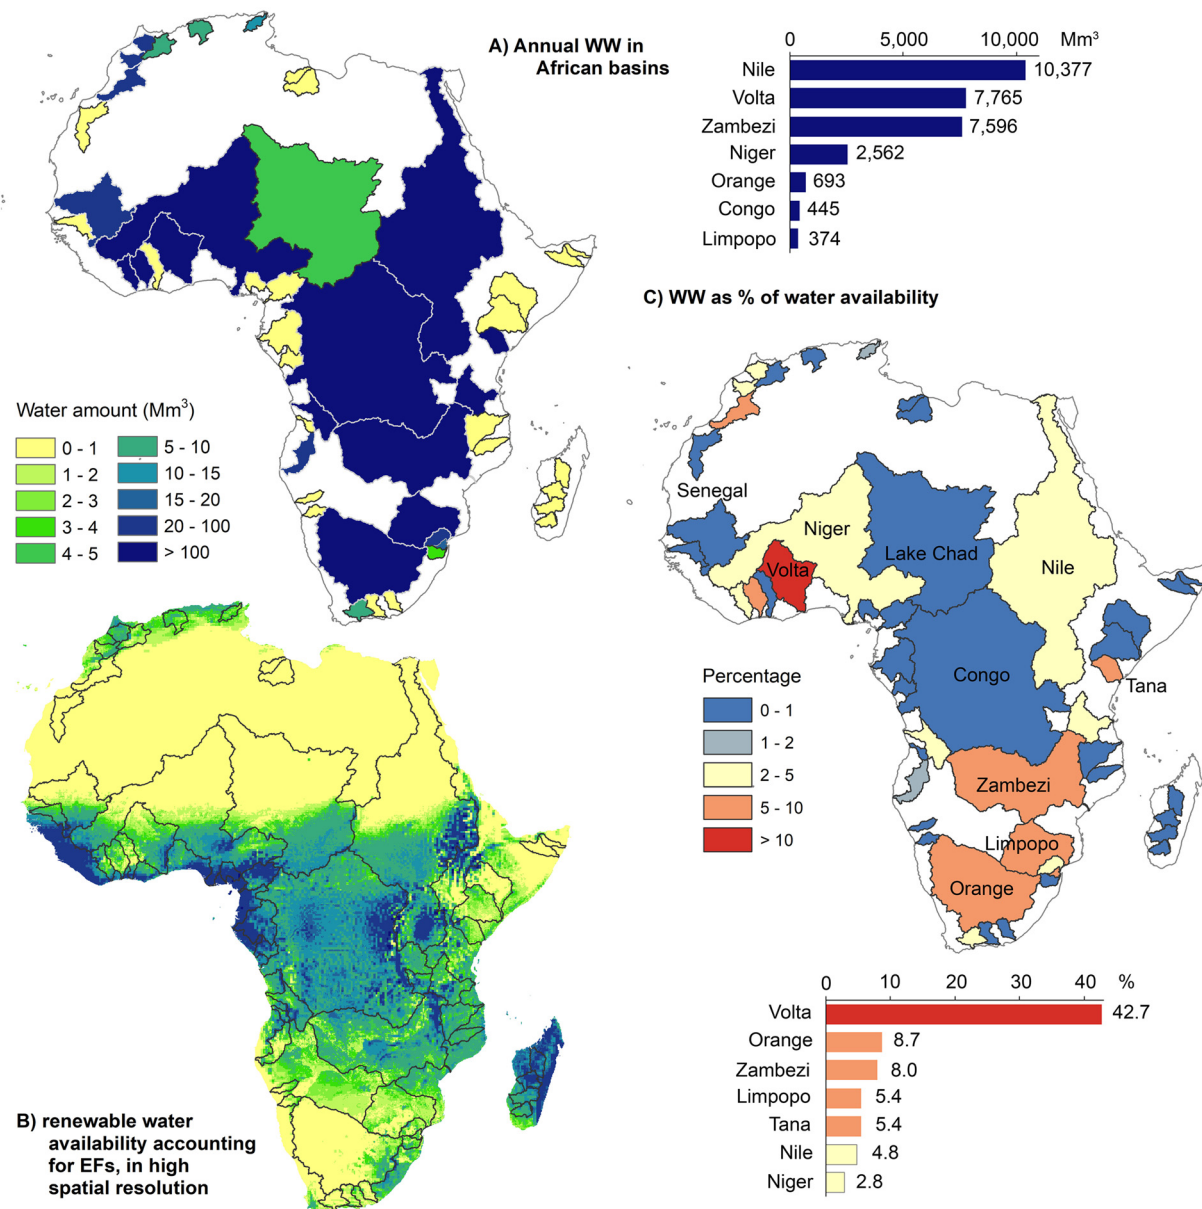 A) Annual WW in
African basins
0 5,000 10,000 Mm³
Nile 10,377
Volta 7,765
Zambezi 7,596
Niger 2,562
Orange 693
Congo 445
Limpopo 374
Water amount (Mm³)
0 - 1 5 - 10
1 - 2 10 - 15
2 - 3 15 - 20
3 - 4 20 - 100
4 - 5 > 100
C) WW as % of water availability
Senegal
Niger
Lake Chad
Volta
Nile
Congo
Tana
Zambezi
Limpopo
Orange
Percentage
0 - 1
1 - 2
2 - 5
5 - 10
> 10
B) renewable water
availability accounting
for EFs, in high
spatial resolution
0 10 20 30 40 %
Volta 42.7
Orange 8.7
Zambezi 8.0
Limpopo 5.4
Tana 5.4
Nile 4.8
Niger 2.8